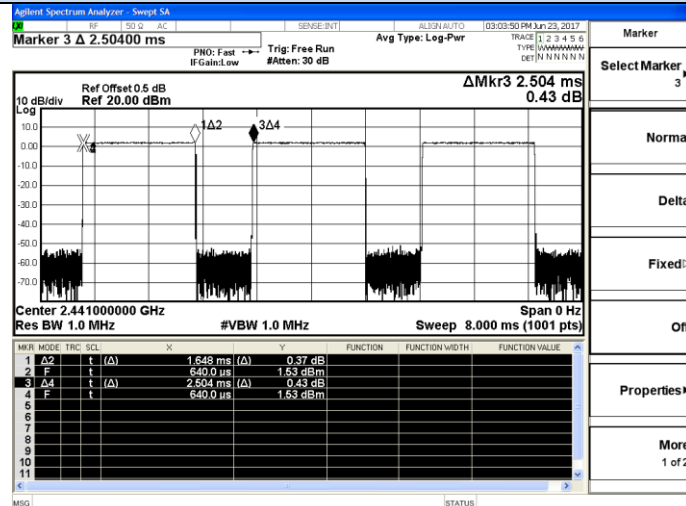 Agilent Spectrum Analyzer - Swept SA
RF 50 Ω AC SENSE:INT ALIGN AUTO 03:03:50 PM Jun 23, 2017
Marker 3 Δ 2.50400 ms
PNO: Fast Trig: Free Run
IFGain:Low #Atten: 30 dB
Avg Type: Log-Pwr
TRACE 1 2 3 4 5 6
TYPE WWWWWW
DET N N N N N N
Ref Offset 0.5 dB
10 dB/div Ref 20.00 dBm
Log
ΔMkr3 2.504 ms
0.43 dB
10.0
0.00
-10.0
-20.0
-30.0
-40.0
-50.0
-60.0
-70.0
1Δ2
3Δ4
Center 2.441000000 GHz Span 0 Hz
Res BW 1.0 MHz #VBW 1.0 MHz Sweep 8.000 ms (1001 pts)
MKR MODE TRC SCL X Y FUNCTION FUNCTION WIDTH FUNCTION VALUE
1 Δ2 t (Δ) 1.648 ms (Δ) 0.37 dB
2 F t 640.0 µs 1.53 dBm
3 Δ4 t (Δ) 2.504 ms (Δ) 0.43 dB
4 F t 640.0 µs 1.53 dBm
5
6
7
8
9
10
11
MSG STATUS
Marker
Select Marker
3
Norma
Delta
Fixed
Of
Properties
More
1 of 2